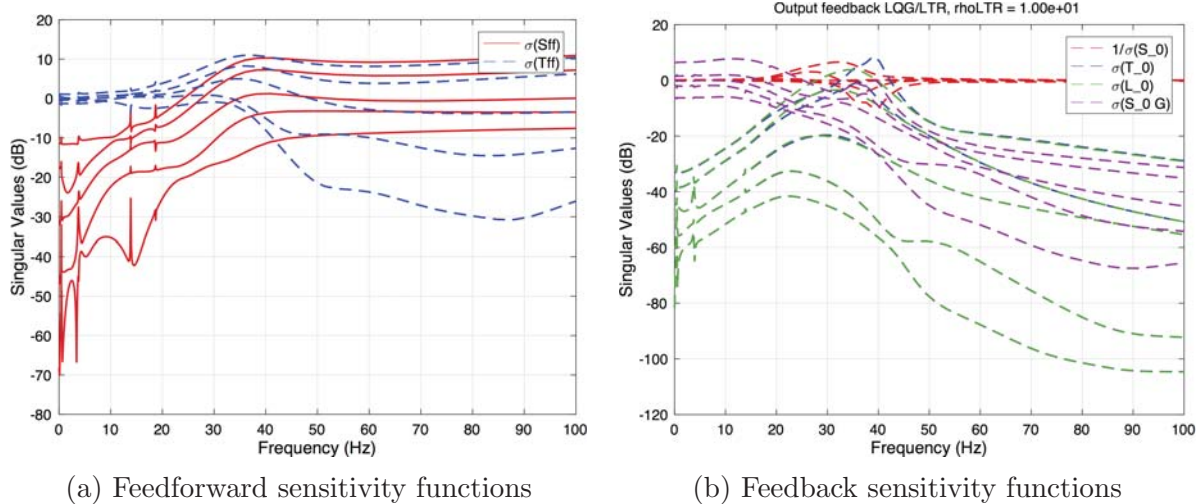 Output feedback LQG/LTR, rhoLTR = 1.00e+01
20
10
0
-10
-20
-30
-40
-50
-60
-70
-80
Singular Values (dB)
σ(Sff)
σ(Tff)
0 10 20 30 40 50 60 70 80 90 100
Frequency (Hz)
20
0
-20
-40
-60
-80
-100
-120
Singular Values (dB)
1/σ(S_0)
σ(T_0)
σ(L_0)
σ(S_0 G)
0 10 20 30 40 50 60 70 80 90 100
Frequency (Hz)
(a) Feedforward sensitivity functions
(b) Feedback sensitivity functions